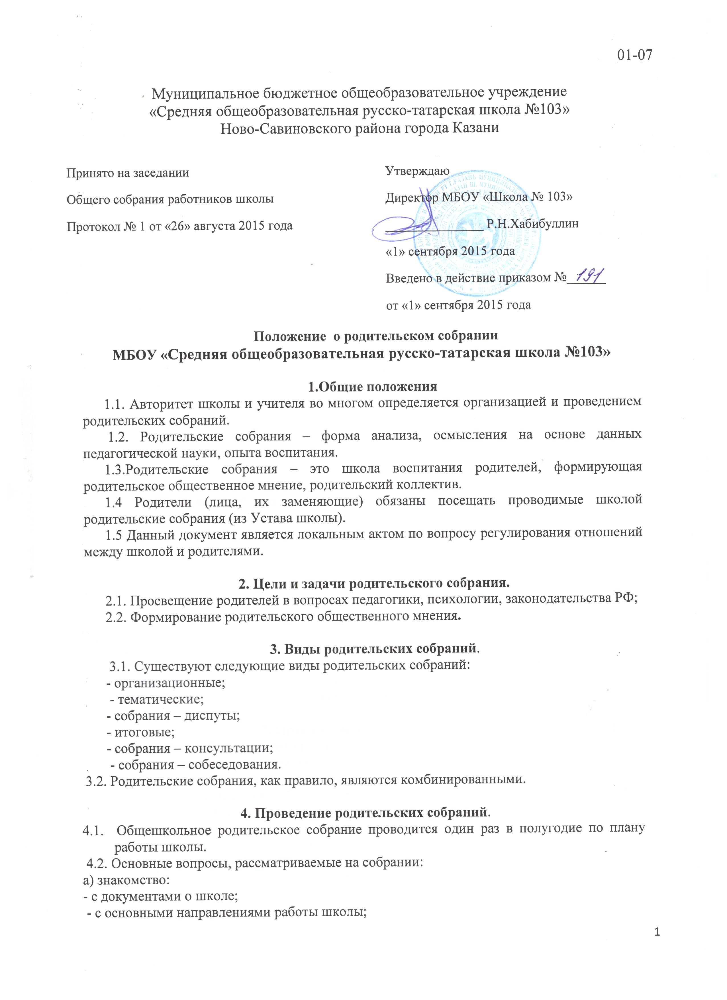 01-07
Муниципальное бюджетное общеобразовательное учреждение
«Средняя общеобразовательная русско-татарская школа №103»
Ново-Савиновского района города Казани
Принято на заседании
Общего собрания работников школы
Протокол № 1 от «26» августа 2015 года
Утверждаю
Директор МБОУ «Школа № 103»
_______________ Р.Н.Хабибуллин
«1» сентября 2015 года
Введено в действие приказом № 191
от «1» сентября 2015 года
Положение о родительском собрании
МБОУ «Средняя общеобразовательная русско-татарская школа №103»
1.Общие положения
1.1. Авторитет школы и учителя во многом определяется организацией и проведением
родительских собраний.
1.2. Родительские собрания – форма анализа, осмысления на основе данных
педагогической науки, опыта воспитания.
1.3.Родительские собрания – это школа воспитания родителей, формирующая
родительское общественное мнение, родительский коллектив.
1.4 Родители (лица, их заменяющие) обязаны посещать проводимые школой
родительские собрания (из Устава школы).
1.5 Данный документ является локальным актом по вопросу регулирования отношений
между школой и родителями.
2. Цели и задачи родительского собрания.
2.1. Просвещение родителей в вопросах педагогики, психологии, законодательства РФ;
2.2. Формирование родительского общественного мнения.
3. Виды родительских собраний.
3.1. Существуют следующие виды родительских собраний:
- организационные;
- тематические;
- собрания – диспуты;
- итоговые;
- собрания – консультации;
- собрания – собеседования.
3.2. Родительские собрания, как правило, являются комбинированными.
4. Проведение родительских собраний.
4.1. Общешкольное родительское собрание проводится один раз в полугодие по плану
работы школы.
4.2. Основные вопросы, рассматриваемые на собрании:
а) знакомство:
- с документами о школе;
- с основными направлениями работы школы;
1